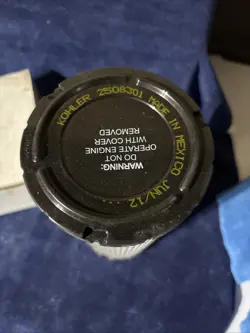 KOHLER 2508301 MADE IN MEXICO JUN/12
WARNING:
DO NOT
OPERATE ENGINE
WITH COVER
REMOVED